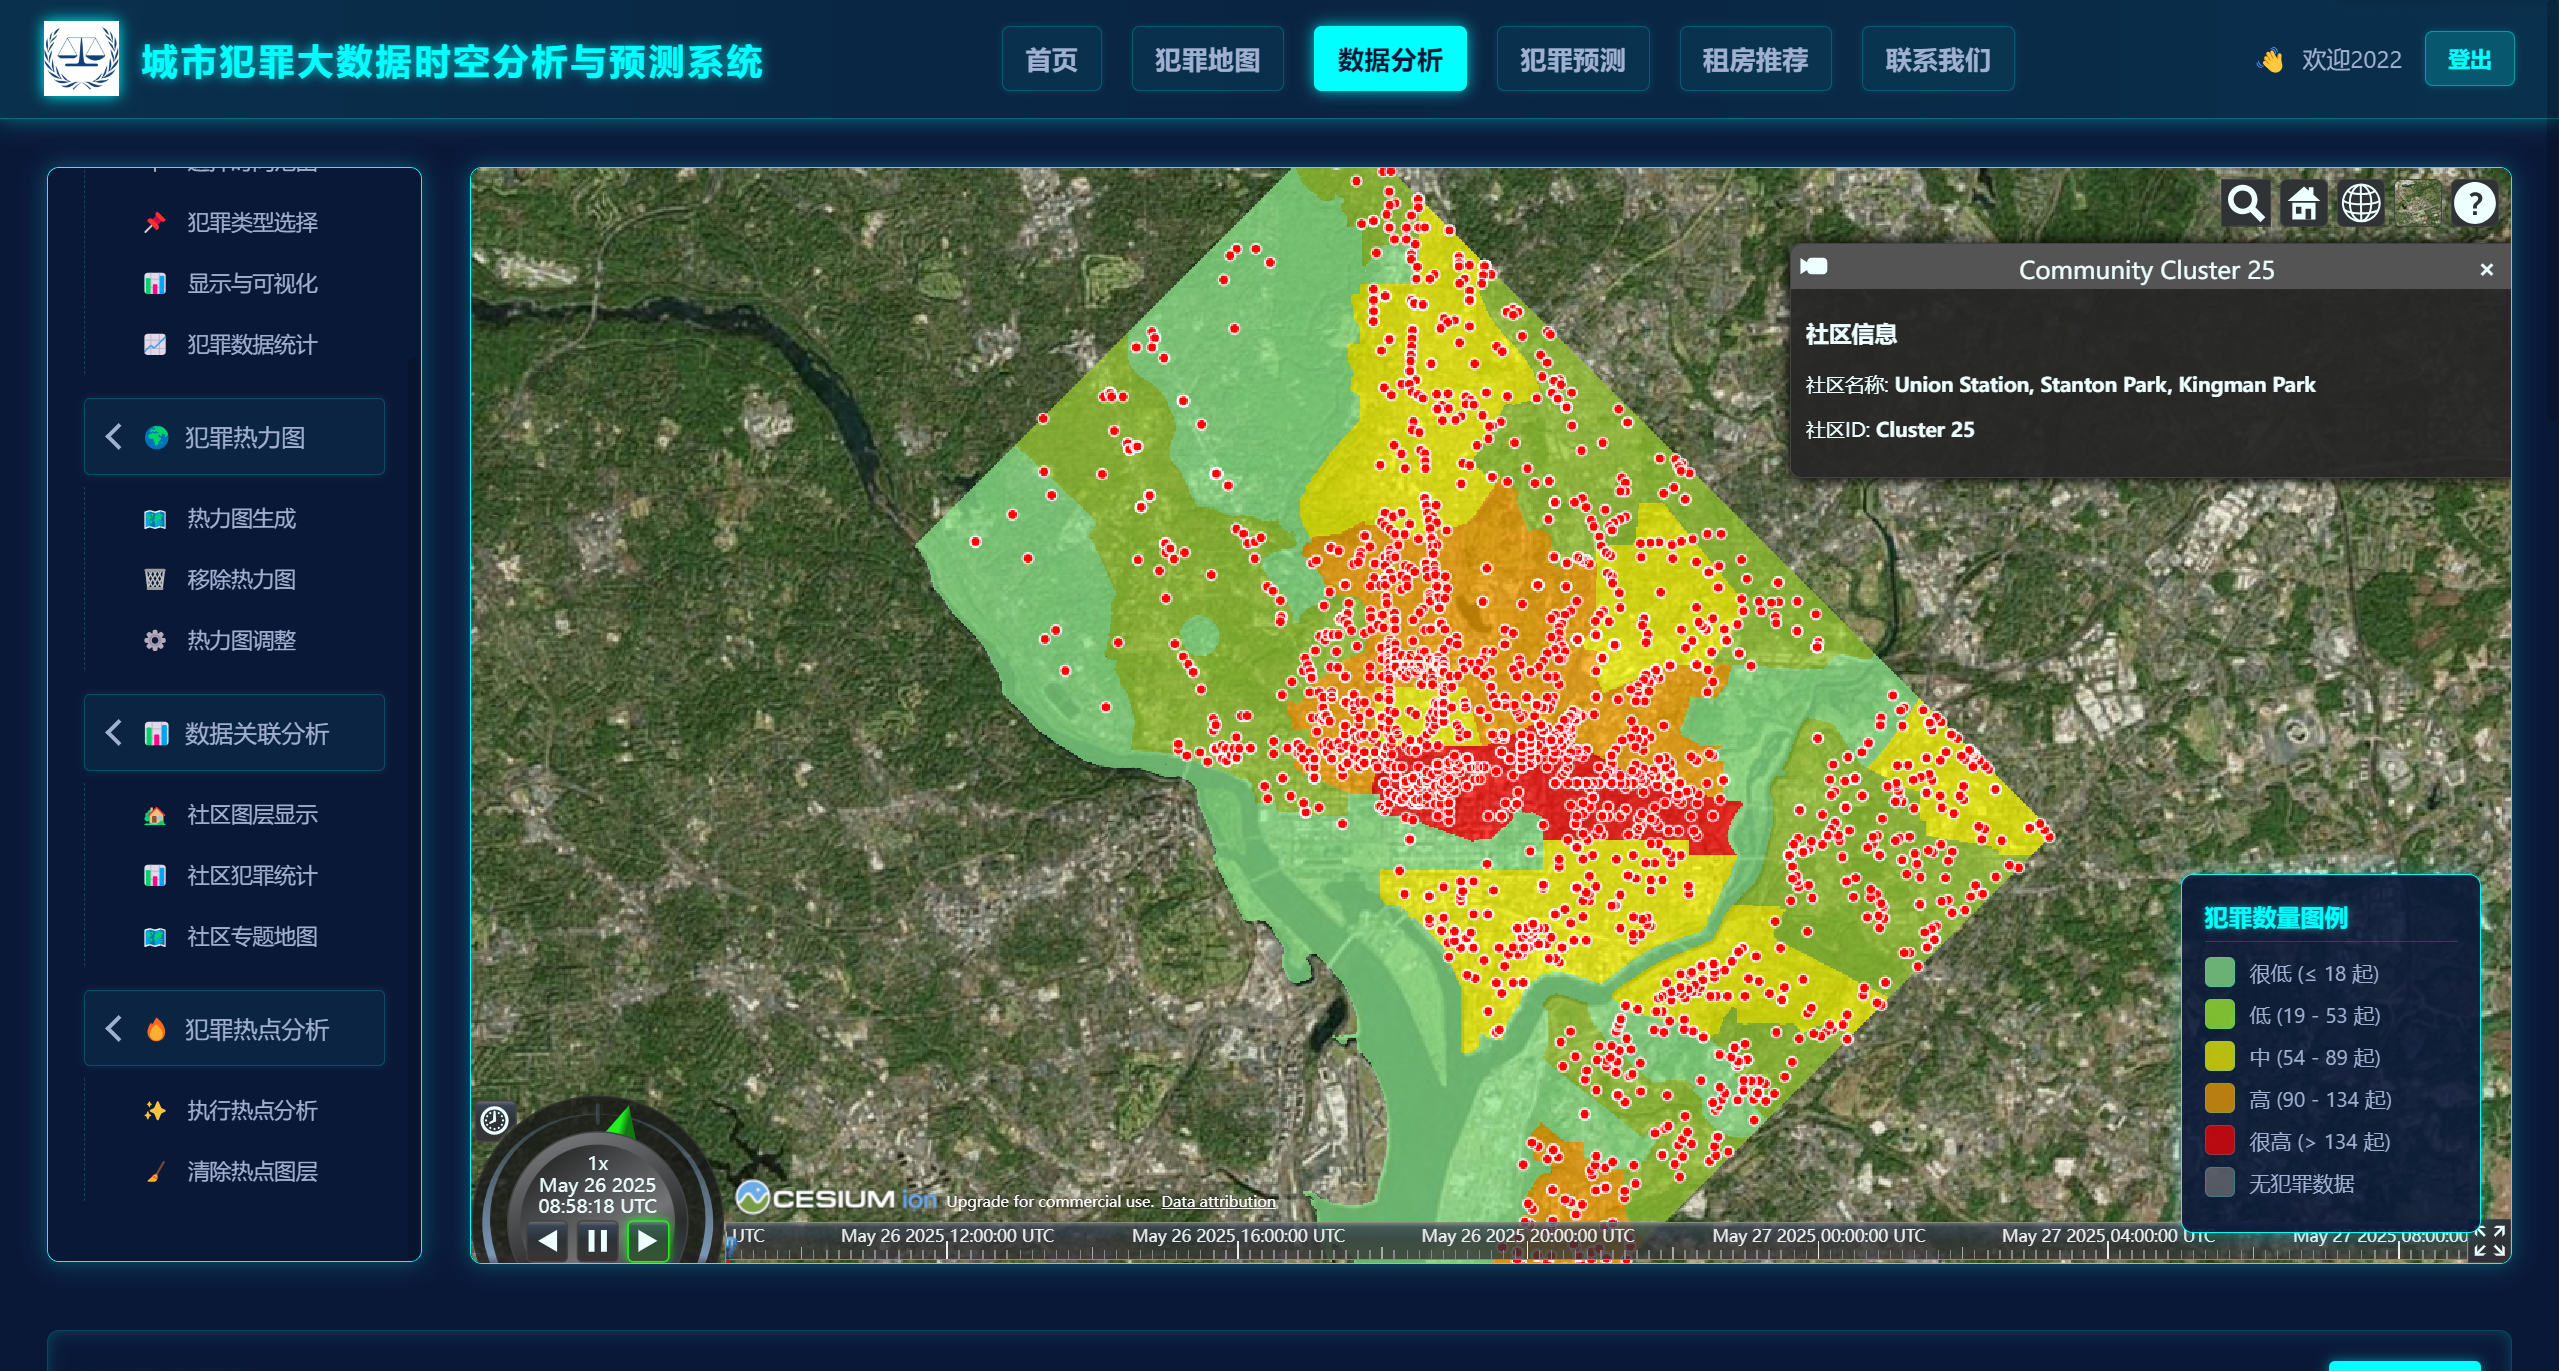 城市犯罪大数据时空分析与预测系统
首页
犯罪地图
数据分析
犯罪预测
租房推荐
联系我们
👋 欢迎2022
登出
犯罪类型选择
显示与可视化
犯罪数据统计
犯罪热力图
热力图生成
移除热力图
热力图调整
数据关联分析
社区图层显示
社区犯罪统计
社区专题地图
犯罪热点分析
执行热点分析
清除热点图层
?
Community Cluster 25
×
社区信息
社区名称: Union Station, Stanton Park, Kingman Park
社区ID: Cluster 25
犯罪数量图例
很低 (≤ 18 起)
低 (19 - 53 起)
中 (54 - 89 起)
高 (90 - 134 起)
很高 (> 134 起)
无犯罪数据
1x
May 26 2025
08:58:18 UTC
CESIUM ion Upgrade for commercial use. Data attribution
UTC
May 26 2025 12:00:00 UTC
May 26 2025 16:00:00 UTC
May 26 2025 20:00:00 UTC
May 27 2025 00:00:00 UTC
May 27 2025 04:00:00 UTC
May 27 2025 08:00:00